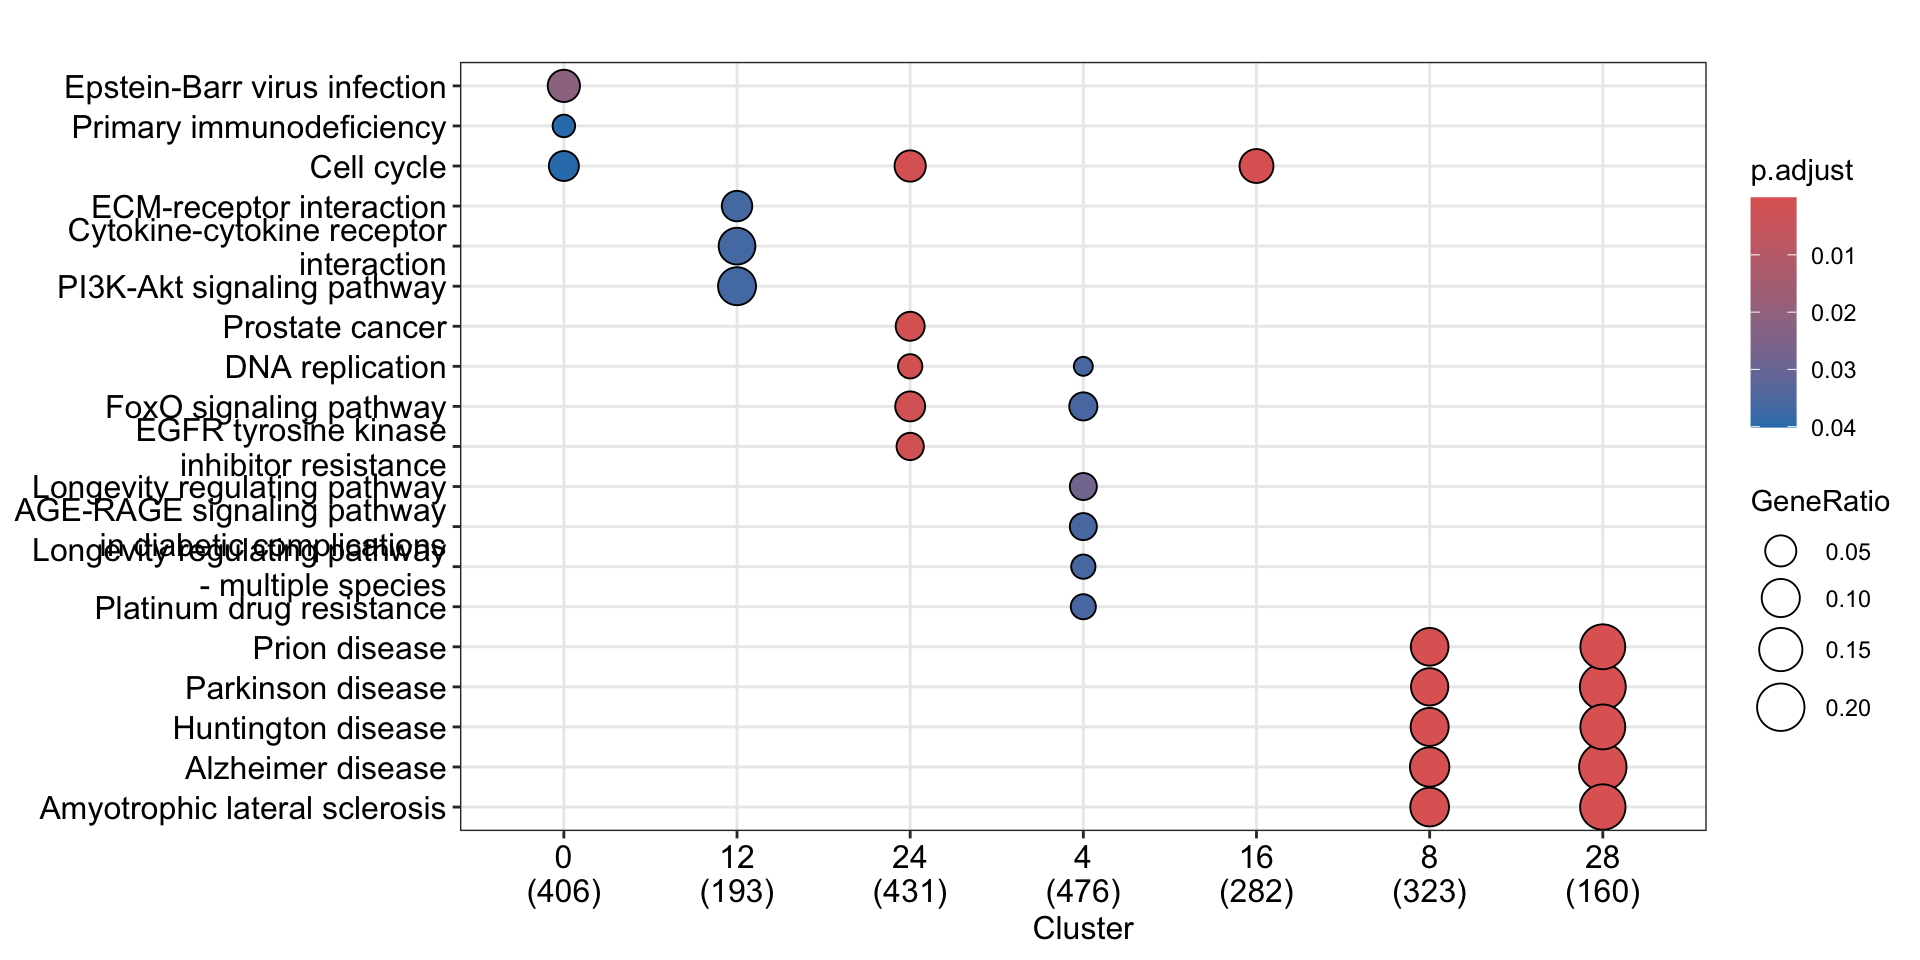 Epstein-Barr virus infection
Primary immunodeficiency
Cell cycle
ECM-receptor interaction
Cytokine-cytokine receptor
interaction
PI3K-Akt signaling pathway
Prostate cancer
DNA replication
FoxO signaling pathway
EGFR tyrosine kinase
inhibitor resistance
Longevity regulating pathway
AGE-RAGE signaling pathway
in diabetic complications
Longevity regulating pathway
- multiple species
Platinum drug resistance
Prion disease
Parkinson disease
Huntington disease
Alzheimer disease
Amyotrophic lateral sclerosis
0 12 24 4 16 8 28
(406) (193) (431) (476) (282) (323) (160)
Cluster
p.adjust
0.01
0.02
0.03
0.04
GeneRatio
0.05
0.10
0.15
0.20